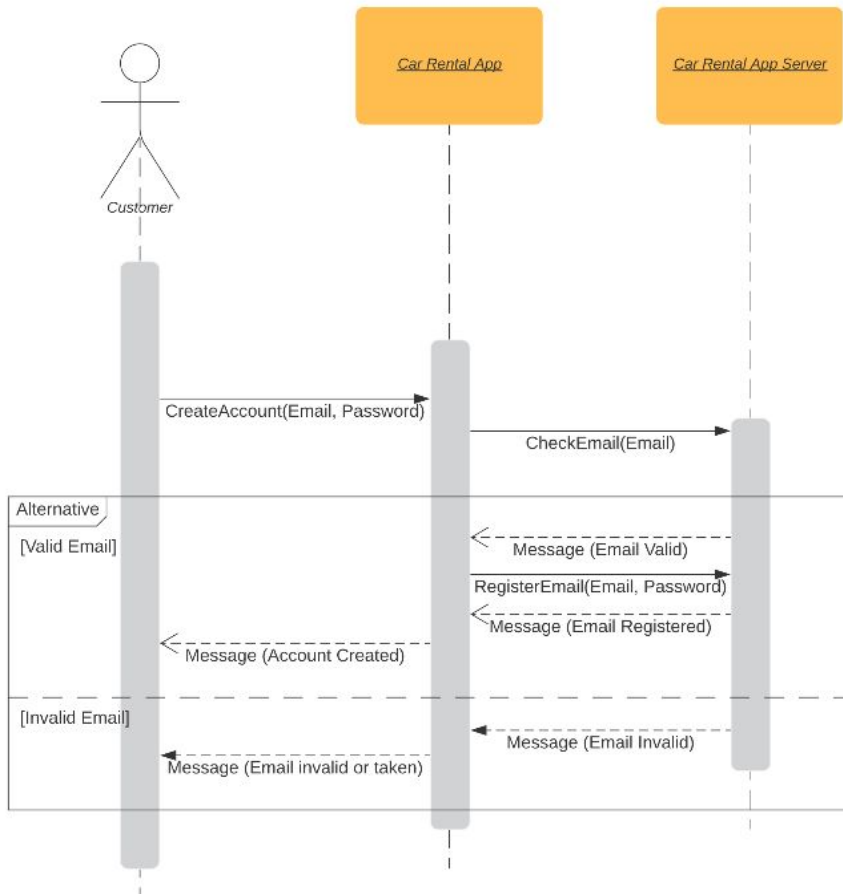 Car Rental App
Car Rental App Server
Customer
CreateAccount(Email, Password)
CheckEmail(Email)
Alternative
[Valid Email]
Message (Email Valid)
RegisterEmail(Email, Password)
Message (Email Registered)
Message (Account Created)
[Invalid Email]
Message (Email Invalid)
Message (Email invalid or taken)